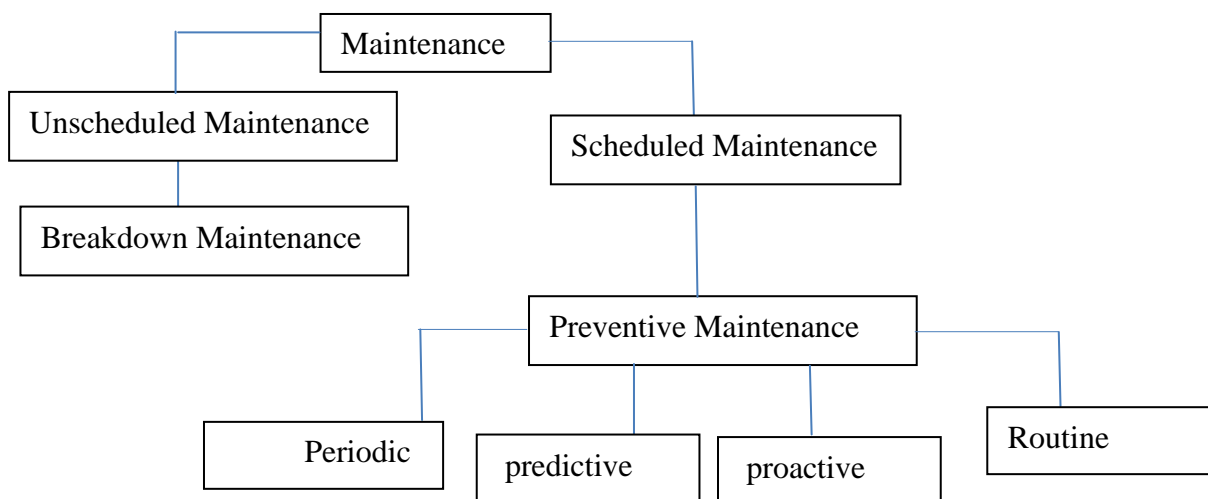 Maintenance
Unscheduled Maintenance
Scheduled Maintenance
Breakdown Maintenance
Preventive Maintenance
Periodic
predictive
proactive
Routine